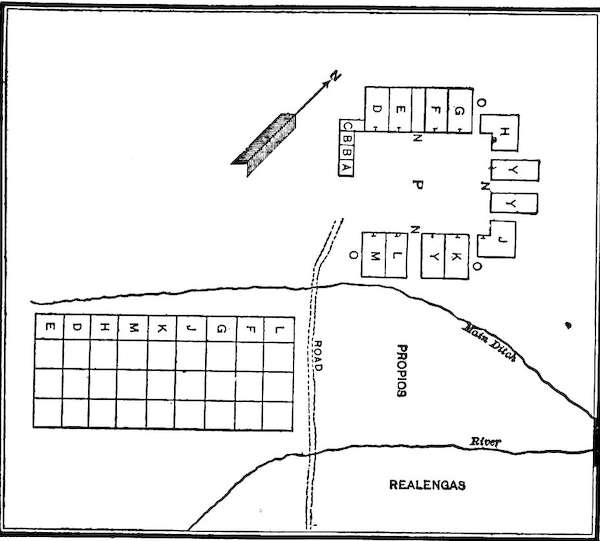 N
D E F G
O
H
C B B A
N
Y
P
N
Y
J
N
M L Y K
O
O
Main Ditch
E D H M K J G F L
ROAD
PROPIOS
River
REALENGAS